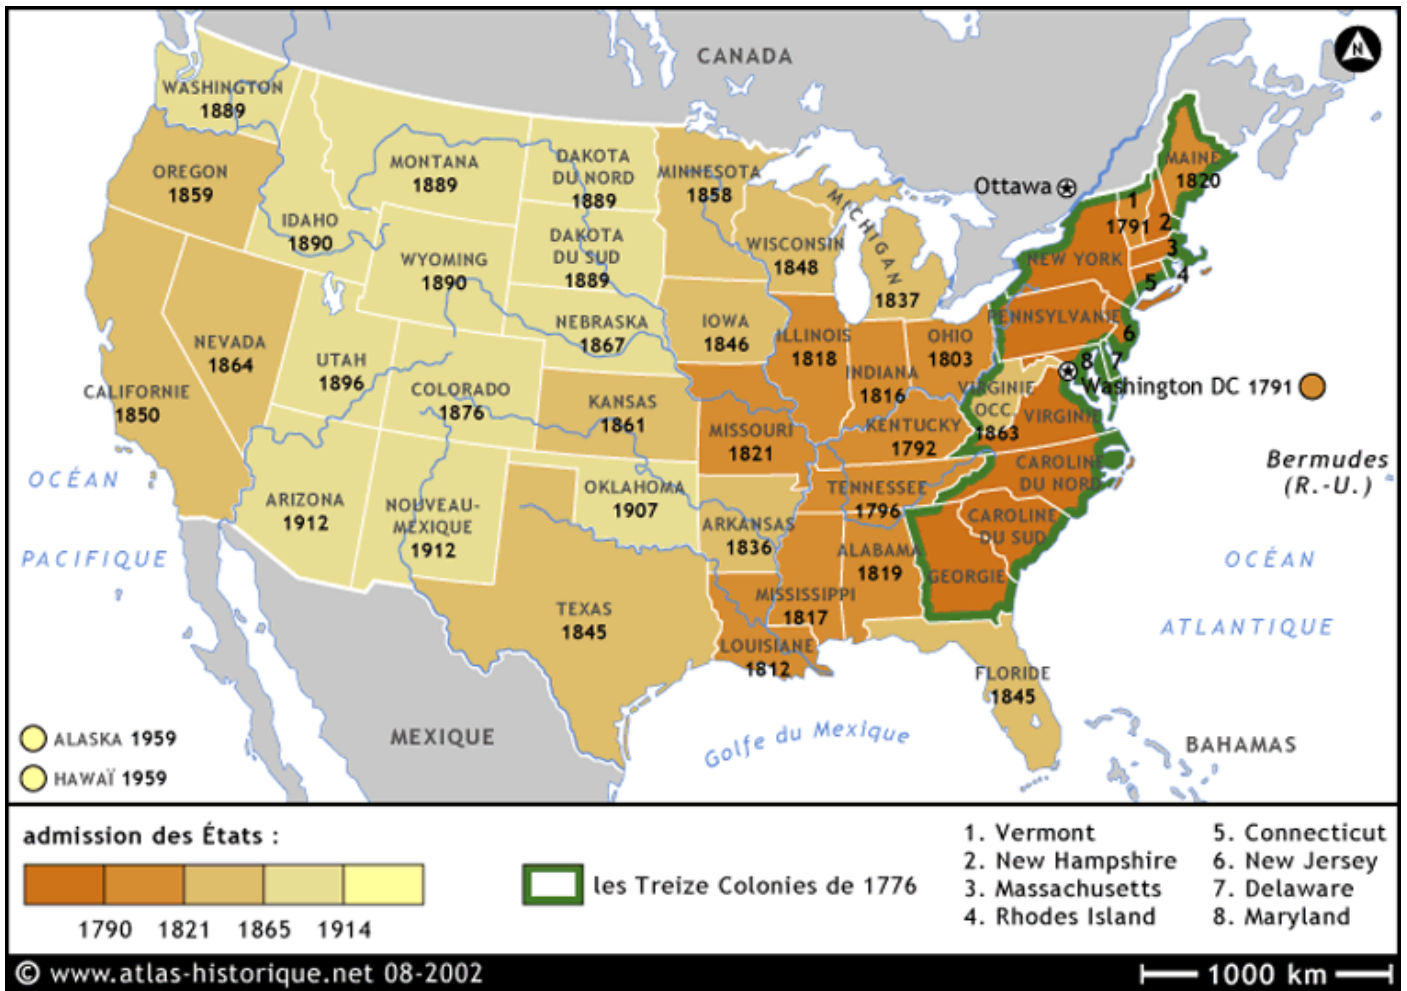 CANADA
N
WASHINGTON
1889
OREGON
1859
IDAHO
1890
MONTANA
1889
DAKOTA
DU NORD
1889
MINNESOTA
1858
Ottawa
MAINE
1820
1
1791
2
3
4
5
6
7
8
WYOMING
1890
DAKOTA
DU SUD
1889
WISCONSIN
1848
MICHIGAN
1837
NEW YORK
PENNSYLVANIE
NEVADA
1864
UTAH
1896
NEBRASKA
1867
IOWA
1846
ILLINOIS
1818
INDIANA
1816
OHIO
1803
CALIFORNIE
1850
COLORADO
1876
KANSAS
1861
MISSOURI
1821
KENTUCKY
1792
VIRGINIE
OCC.
1863
VIRGINIE
Washington DC 1791
OCÉAN
PACIFIQUE
ARIZONA
1912
NOUVEAU-
MEXIQUE
1912
OKLAHOMA
1907
ARKANSAS
1836
TENNESSEE
1796
CAROLINE
DU NORD
CAROLINE
DU SUD
Bermudes
(R.-U.)
TEXAS
1845
LOUISIANE
1812
MISSISSIPPI
1817
ALABAMA
1819
GEORGIE
FLORIDE
1845
OCÉAN
ATLANTIQUE
MEXIQUE
Golfe du Mexique
BAHAMAS
ALASKA 1959
HAWAÏ 1959
admission des États :
1790 1821 1865 1914
les Treize Colonies de 1776
1. Vermont
2. New Hampshire
3. Massachusetts
4. Rhodes Island
5. Connecticut
6. New Jersey
7. Delaware
8. Maryland
© www.atlas-historique.net 08-2002
1000 km